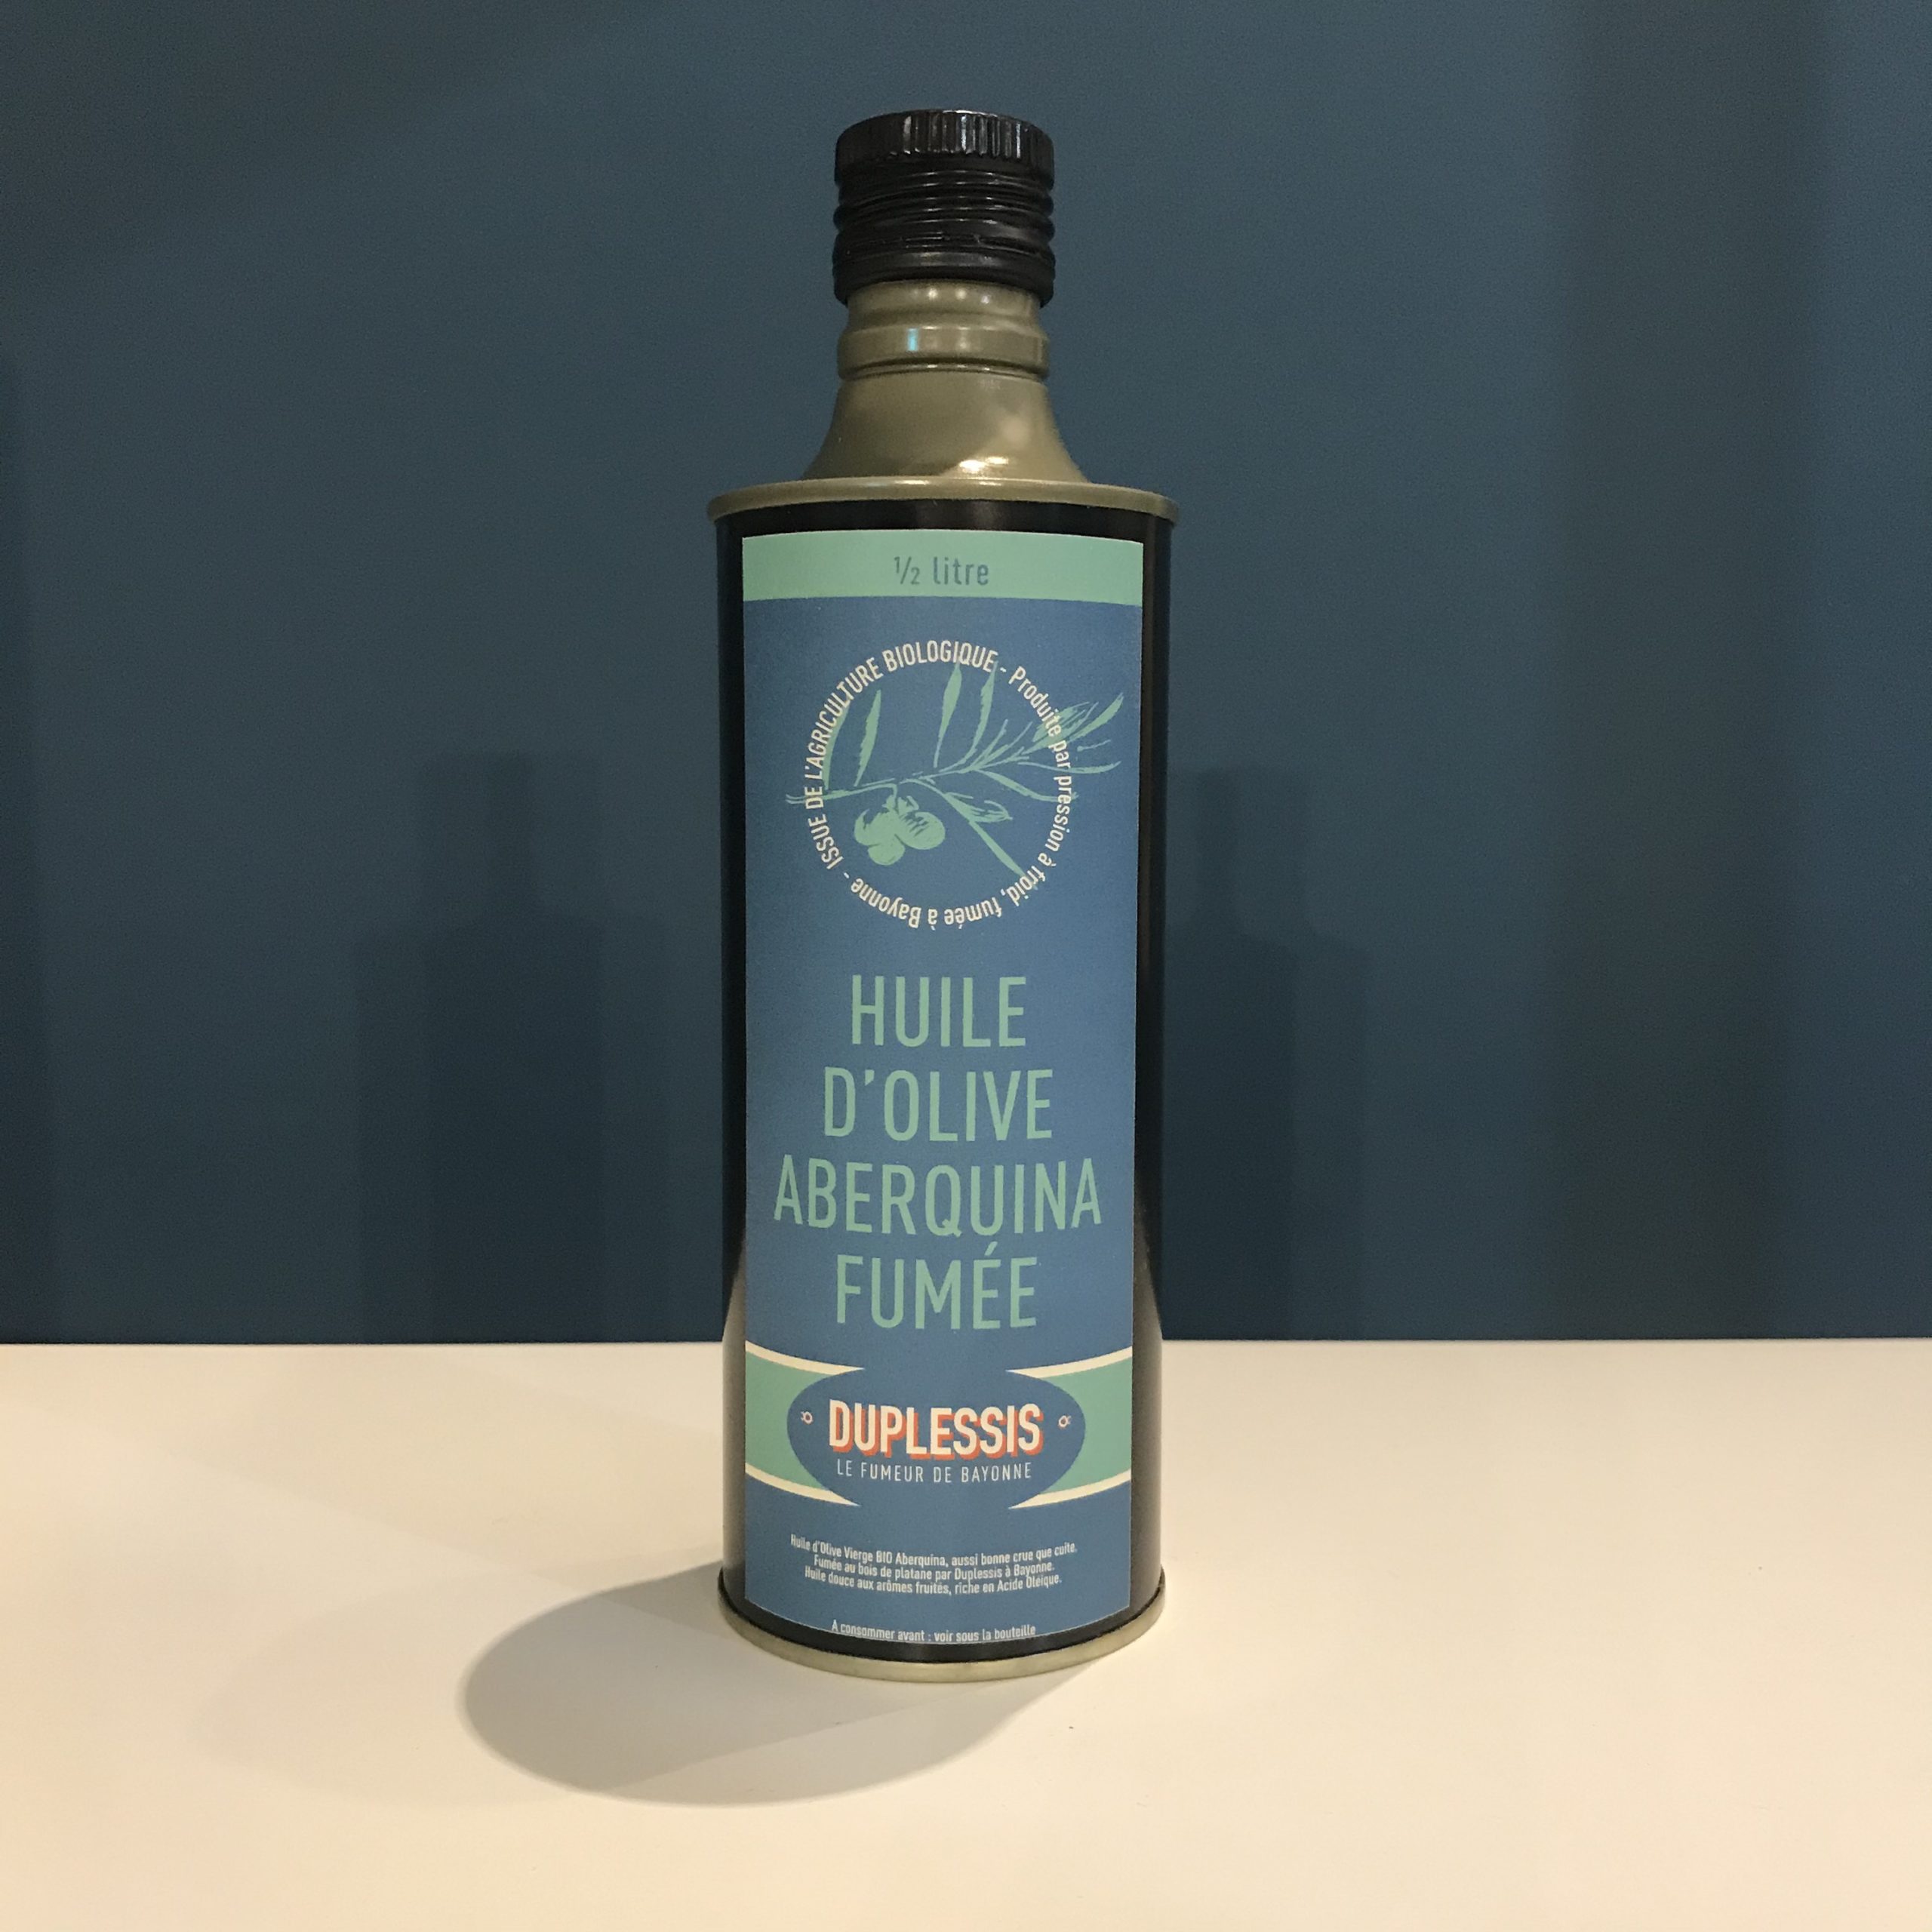 ½ litre
ISSUE DE L'AGRICULTURE BIOLOGIQUE - Produite par pression à froid, fumée à Bayonne -
HUILE
D'OLIVE
ABERQUINA
FUMÉE
DUPLESSIS
LE FUMEUR DE BAYONNE
Huile d'Olive Vierge BIO Aberquina, aussi bonne crue que cuite.
Fumée au bois de platane par Duplessis à Bayonne.
Huile douce aux arômes fruités, riche en Acide Oleique.
A consommer avant : voir sous la bouteille